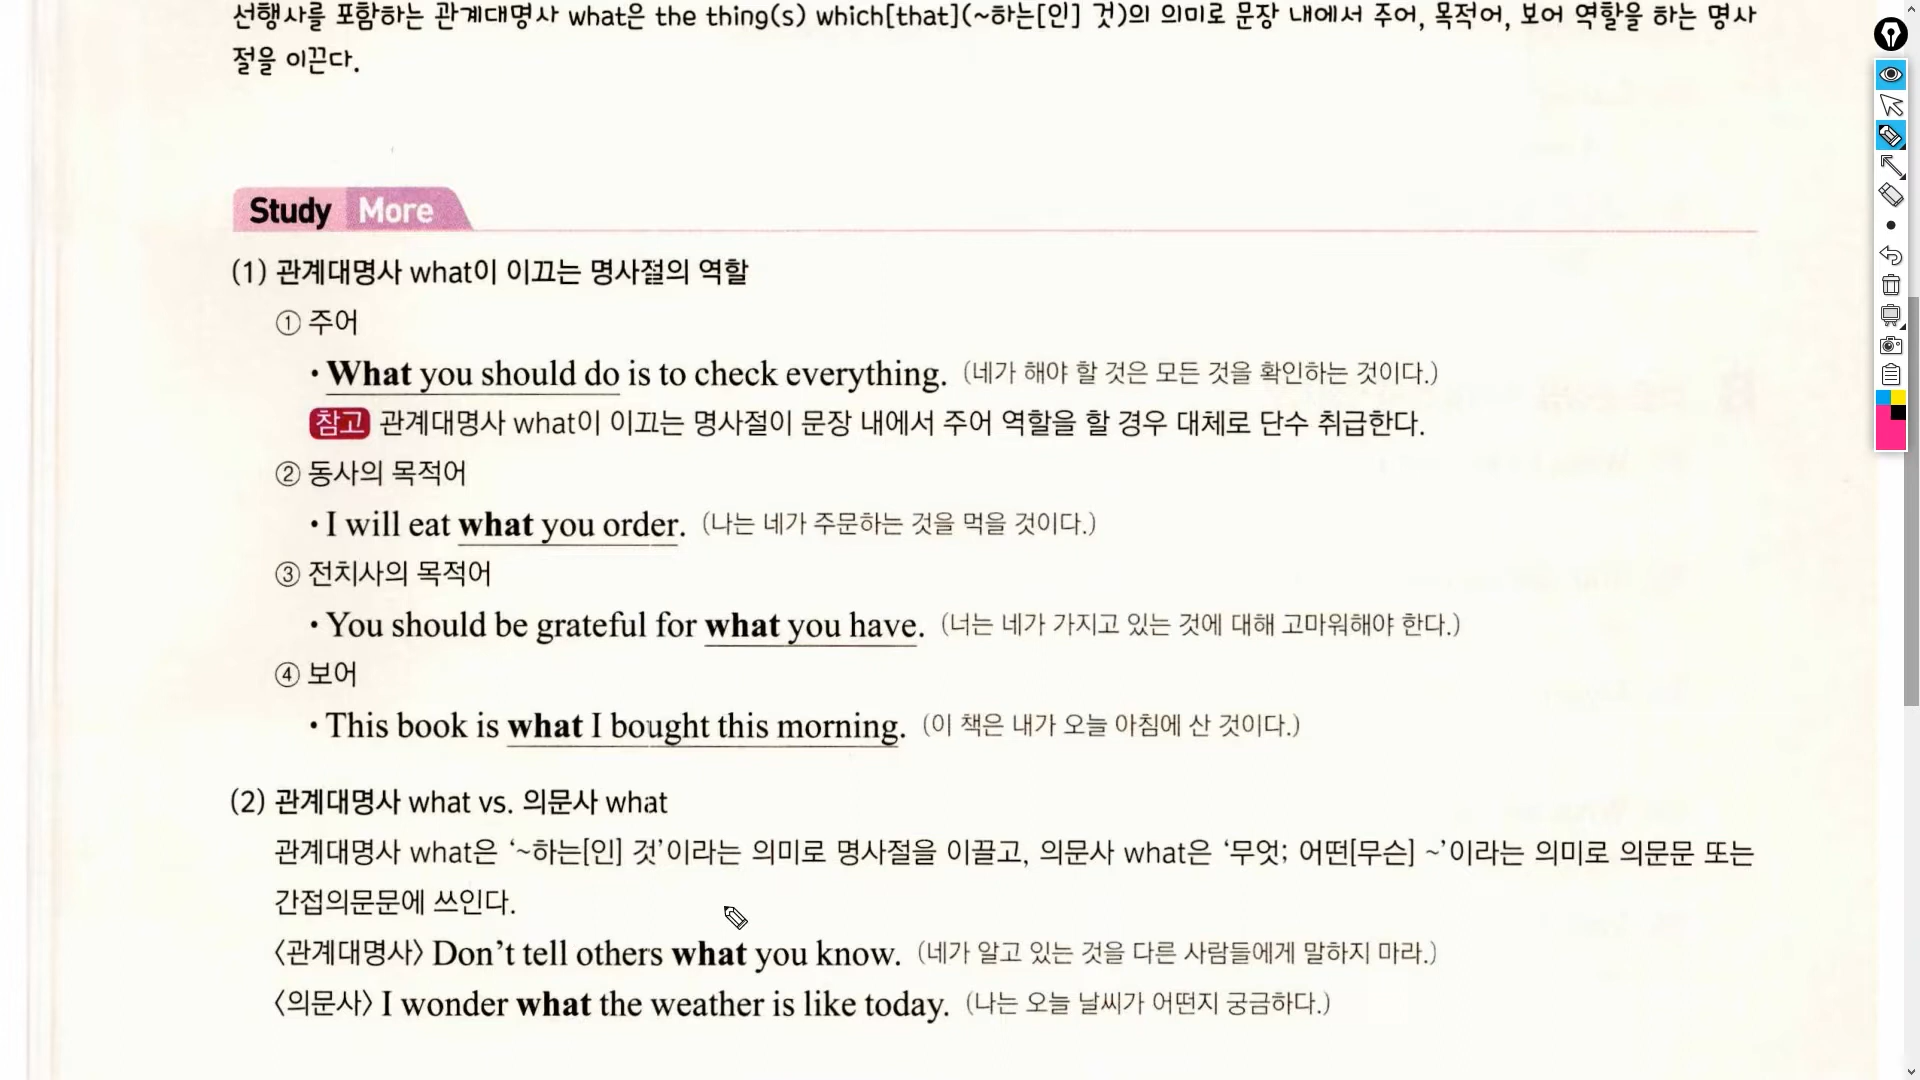 선행사를 포함하는 관계대명사 what은 the thing(s) which[that](~하는[인] 것)의 의미로 문장 내에서 주어, 목적어, 보어 역할을 하는 명사
절을 이끈다.
Study More
(1) 관계대명사 what이 이끄는 명사절의 역할
① 주어
• What you should do is to check everything. (네가 해야 할 것은 모든 것을 확인하는 것이다.)
참고 관계대명사 what이 이끄는 명사절이 문장 내에서 주어 역할을 할 경우 대체로 단수 취급한다.
② 동사의 목적어
• I will eat what you order. (나는 네가 주문하는 것을 먹을 것이다.)
③ 전치사의 목적어
• You should be grateful for what you have. (너는 네가 가지고 있는 것에 대해 고마워해야 한다.)
④ 보어
• This book is what I bought this morning. (이 책은 내가 오늘 아침에 산 것이다.)
(2) 관계대명사 what vs. 의문사 what
관계대명사 what은 ‘~하는[인] 것’이라는 의미로 명사절을 이끌고, 의문사 what은 ‘무엇; 어떤[무슨] ~’이라는 의미로 의문문 또는
간접의문문에 쓰인다.
〈관계대명사〉 Don’t tell others what you know. (네가 알고 있는 것을 다른 사람들에게 말하지 마라.)
〈의문사〉 I wonder what the weather is like today. (나는 오늘 날씨가 어떤지 궁금하다.)